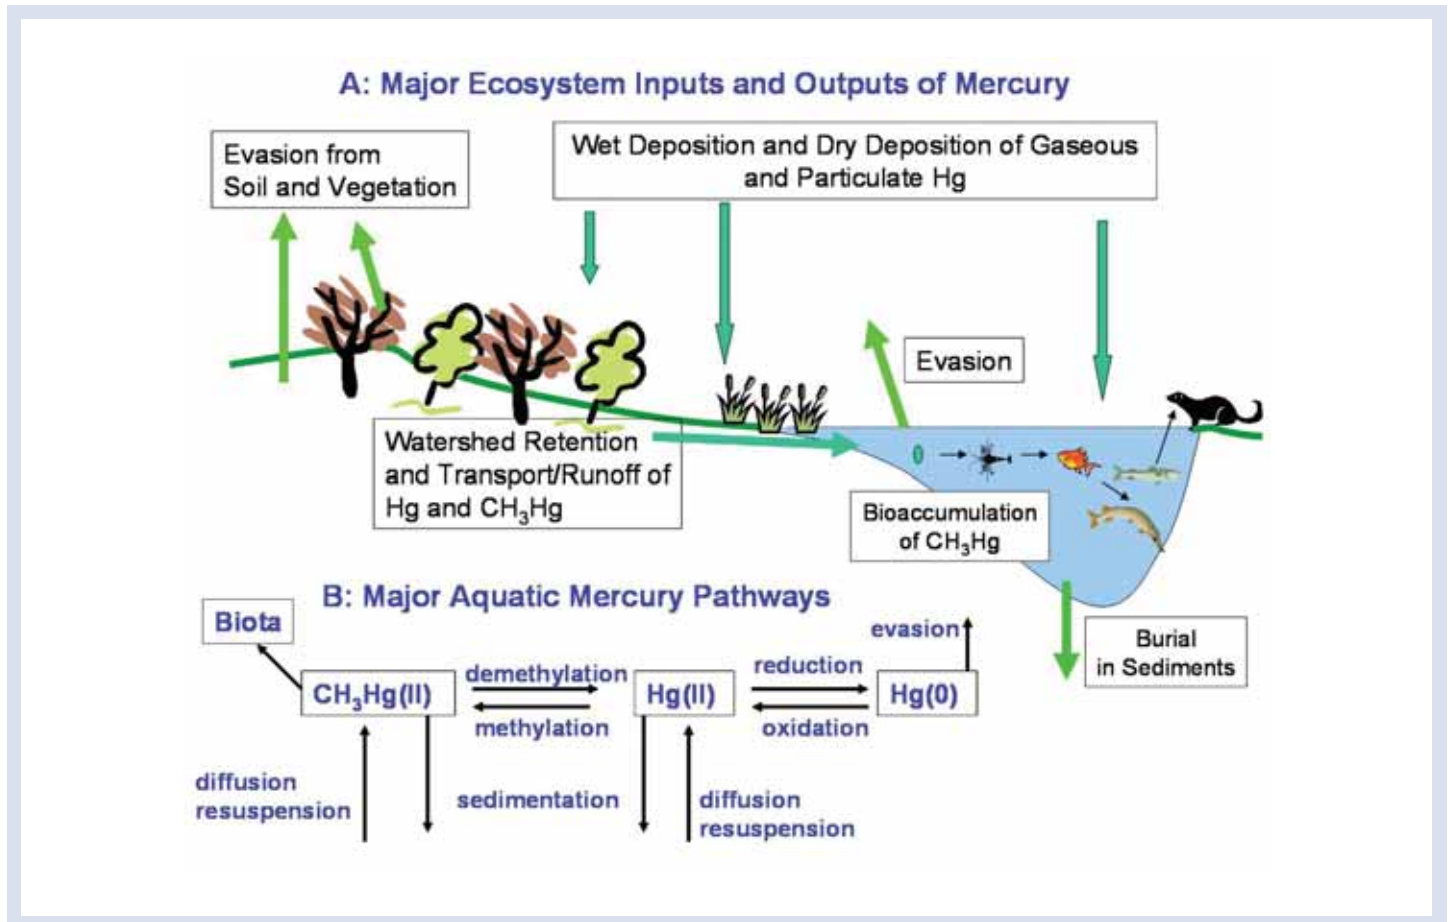 A: Major Ecosystem Inputs and Outputs of Mercury
Evasion from
Soil and Vegetation
Wet Deposition and Dry Deposition of Gaseous
and Particulate Hg
Evasion
Watershed Retention
and Transport/Runoff of
Hg and CH₃Hg
Bioaccumulation
of CH₃Hg
Burial
in Sediments
B: Major Aquatic Mercury Pathways
Biota
CH₃Hg(II)
demethylation
methylation
Hg(II)
reduction
oxidation
Hg(0)
evasion
diffusion
resuspension
sedimentation
diffusion
resuspension